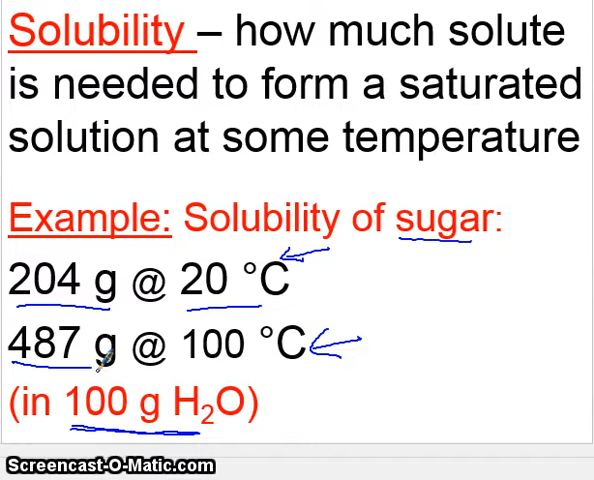 Solubility – how much solute
is needed to form a saturated
solution at some temperature
Example: Solubility of sugar:
204 g @ 20 °C
487 g @ 100 °C
(in 100 g H₂O)
Screencast-O-Matic.com